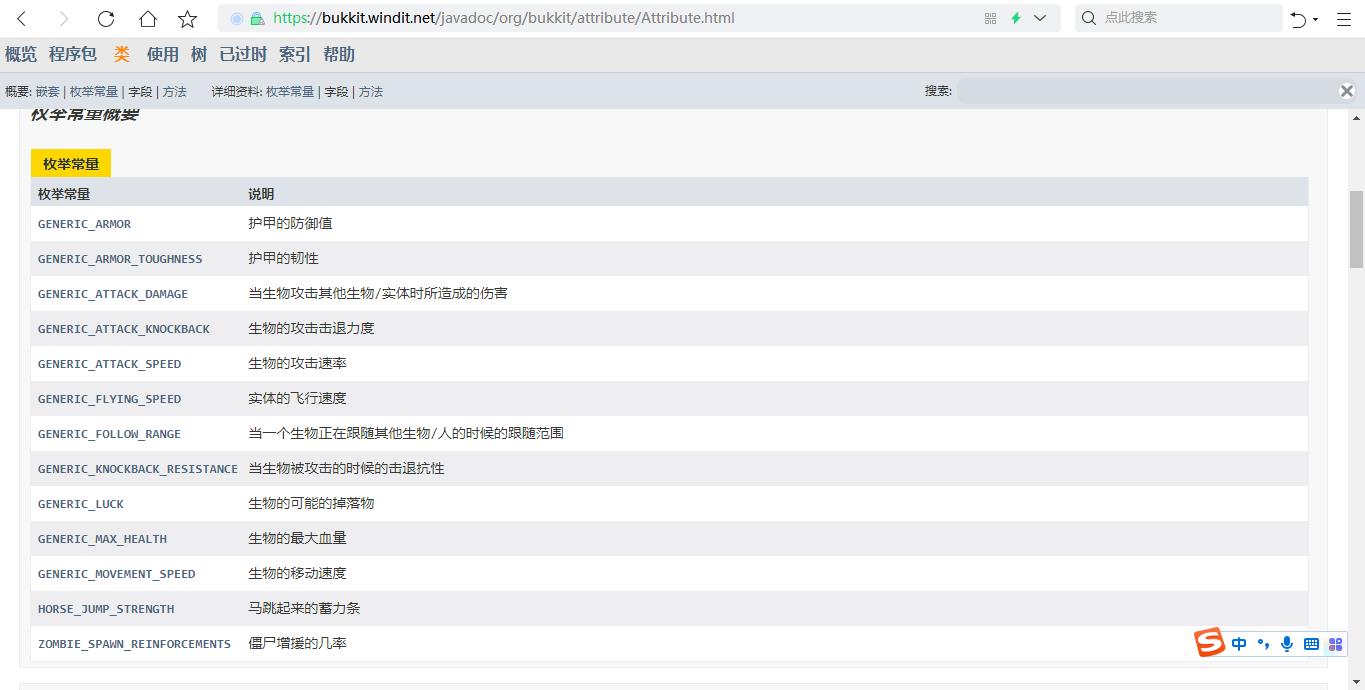 https://bukkit.windit.net/javadoc/org/bukkit/attribute/Attribute.html
点此搜索
概览 程序包 类 使用 树 已过时 索引 帮助
概要: 嵌套 | 枚举常量 | 字段 | 方法 详细资料: 枚举常量 | 字段 | 方法 搜索:
枚举常量概要
枚举常量
枚举常量 说明
GENERIC_ARMOR 护甲的防御值
GENERIC_ARMOR_TOUGHNESS 护甲的韧性
GENERIC_ATTACK_DAMAGE 当生物攻击其他生物/实体时所造成的伤害
GENERIC_ATTACK_KNOCKBACK 生物的攻击击退力度
GENERIC_ATTACK_SPEED 生物的攻击速率
GENERIC_FLYING_SPEED 实体的飞行速度
GENERIC_FOLLOW_RANGE 当一个生物正在跟随其他生物/人的时候的跟随范围
GENERIC_KNOCKBACK_RESISTANCE 当生物被攻击的时候的击退抗性
GENERIC_LUCK 生物的可能的掉落物
GENERIC_MAX_HEALTH 生物的最大血量
GENERIC_MOVEMENT_SPEED 生物的移动速度
HORSE_JUMP_STRENGTH 马跳起来的蓄力条
ZOMBIE_SPAWN_REINFORCEMENTS 僵尸增援的几率
S 中